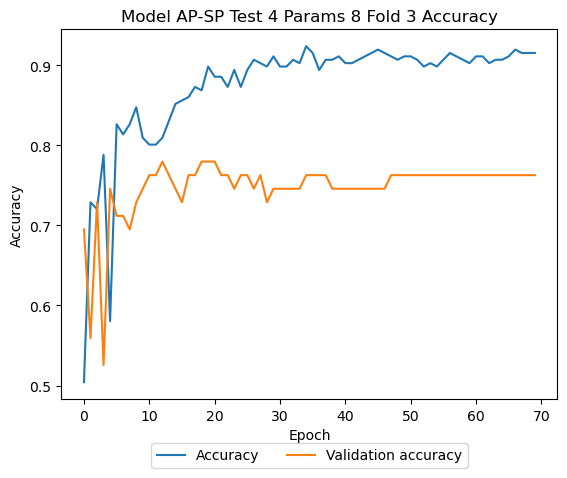 Model AP-SP Test 4 Params 8 Fold 3 Accuracy
Accuracy
0.9
0.8
0.7
0.6
0.5
0 10 20 30 40 50 60 70
Epoch
Accuracy Validation accuracy